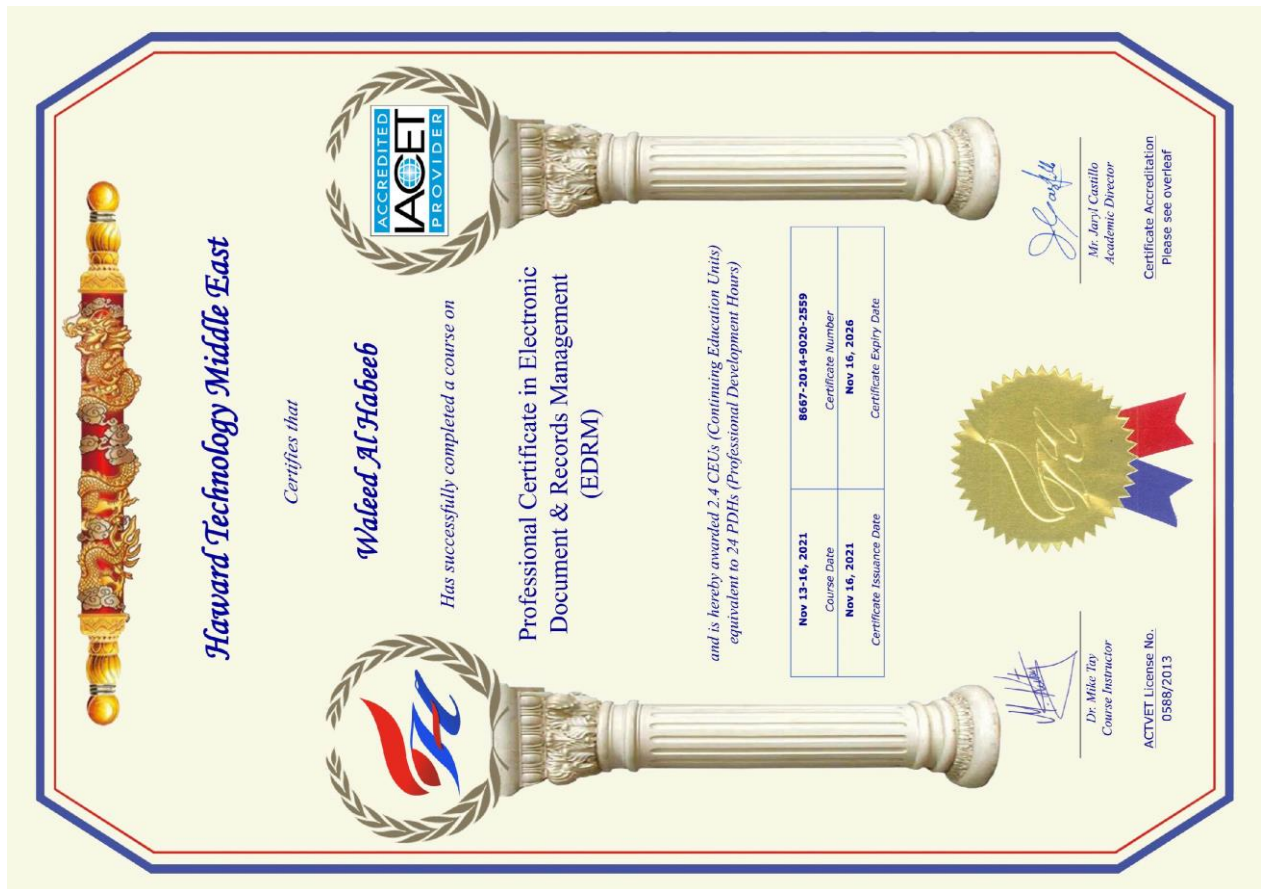 ACCREDITED
IACET
PROVIDER
Haward Technology Middle East
Certifies that
Waleed Al Habeeb
Has successfully completed a course on
Professional Certificate in Electronic
Document & Records Management
(EDRM)
and is hereby awarded 2.4 CEUs (Continuing Education Units)
equivalent to 24 PDHs (Professional Development Hours)
Nov 13-16, 2021 8667-2014-9020-2559
Course Date Certificate Number
Nov 16, 2021 Nov 16, 2026
Certificate Issuance Date Certificate Expiry Date
Dr. Mike Tay
Course Instructor
Mr. Jaryl Castillo
Academic Director
ACTVET License No.
0588/2013
Certificate Accreditation
Please see overleaf